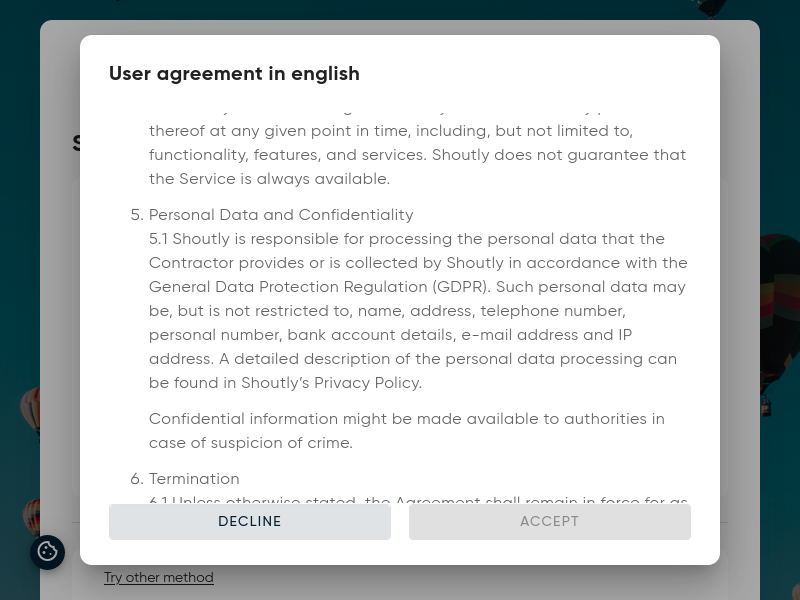 User agreement in english
thereof at any given point in time, including, but not limited to,
functionality, features, and services. Shoutly does not guarantee that
the Service is always available.
5. Personal Data and Confidentiality
5.1 Shoutly is responsible for processing the personal data that the
Contractor provides or is collected by Shoutly in accordance with the
General Data Protection Regulation (GDPR). Such personal data may
be, but is not restricted to, name, address, telephone number,
personal number, bank account details, e-mail address and IP
address. A detailed description of the personal data processing can
be found in Shoutly’s Privacy Policy.
Confidential information might be made available to authorities in
case of suspicion of crime.
6. Termination
6.1 Unless otherwise stated, the Agreement shall remain in force for as
DECLINE ACCEPT
Try other method